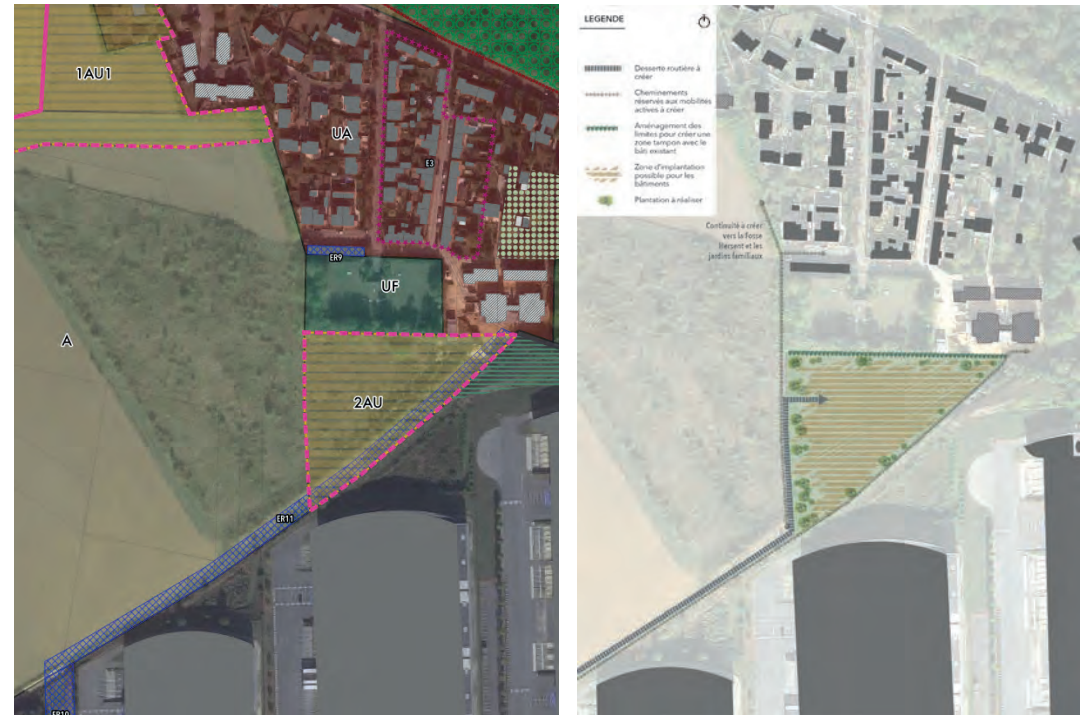 1AU1
UA
E3
ER9
UF
A
2AU
ER11
ER10
LEGENDE
Desserte routière à
créer
Cheminements
réservés aux mobilités
actives à créer
Aménagement des
limites pour créer une
zone tampon avec le
bâti existant
Zone d'implantation
possible pour les
bâtiments
Plantation à réaliser
Continuité à créer
vers la Fosse
Hersent et les
jardins familiaux